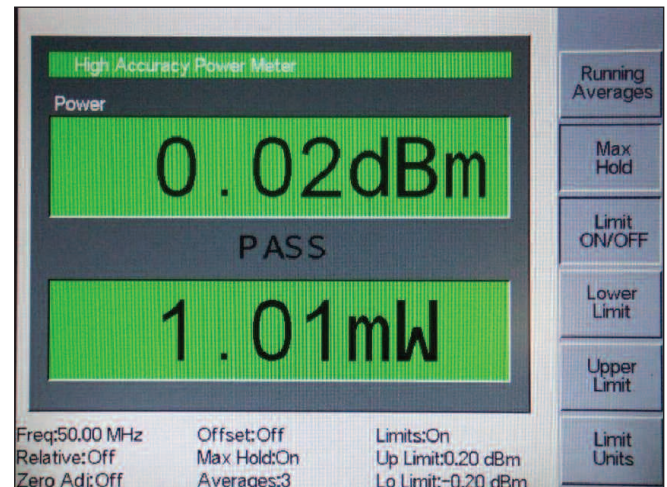 High Accuracy Power Meter
Power
0.02dBm
PASS
1.01mW
Freq:50.00 MHz
Relative:Off
Zero Adj:Off
Offset:Off
Max Hold:On
Averages:3
Limits:On
Up Limit:0.20 dBm
Lo Limit:-0.20 dBm
Running
Averages
Max
Hold
Limit
ON/OFF
Lower
Limit
Upper
Limit
Limit
Units